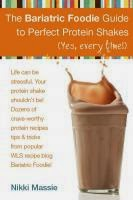 The Bariatric Foodie Guide
to Perfect Protein Shakes
(Yes, every time!)
Life can be
stressful. Your
protein shake
shouldn't be!
Dozens of
crave-worthy
protein recipes
tips & tricks
from popular
WLS recipe blog
Bariatric Foodie!
Nikki Massie